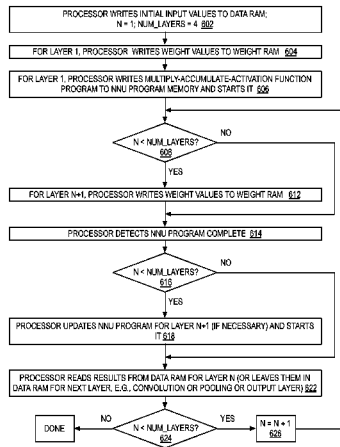 PROCESSOR WRITES INITIAL INPUT VALUES TO DATA RAM;
N = 1; NUM_LAYERS = 4 602
FOR LAYER 1, PROCESSOR WRITES WEIGHT VALUES TO WEIGHT RAM 604
FOR LAYER 1, PROCESSOR WRITES MULTIPLY-ACCUMULATE-ACTIVATION FUNCTION
PROGRAM TO NNU PROGRAM MEMORY AND STARTS IT 606
N < NUM_LAYERS?
608
NO
YES
FOR LAYER N+1, PROCESSOR WRITES WEIGHT VALUES TO WEIGHT RAM 612
PROCESSOR DETECTS NNU PROGRAM COMPLETE 614
N < NUM_LAYERS?
616
NO
YES
PROCESSOR UPDATES NNU PROGRAM FOR LAYER N+1 (IF NECESSARY) AND STARTS
IT 618
PROCESSOR READS RESULTS FROM DATA RAM FOR LAYER N (OR LEAVES THEM IN
DATA RAM FOR NEXT LAYER, E.G., CONVOLUTION OR POOLING OR OUTPUT LAYER) 622
DONE
NO
N < NUM_LAYERS?
624
YES
N = N + 1
626